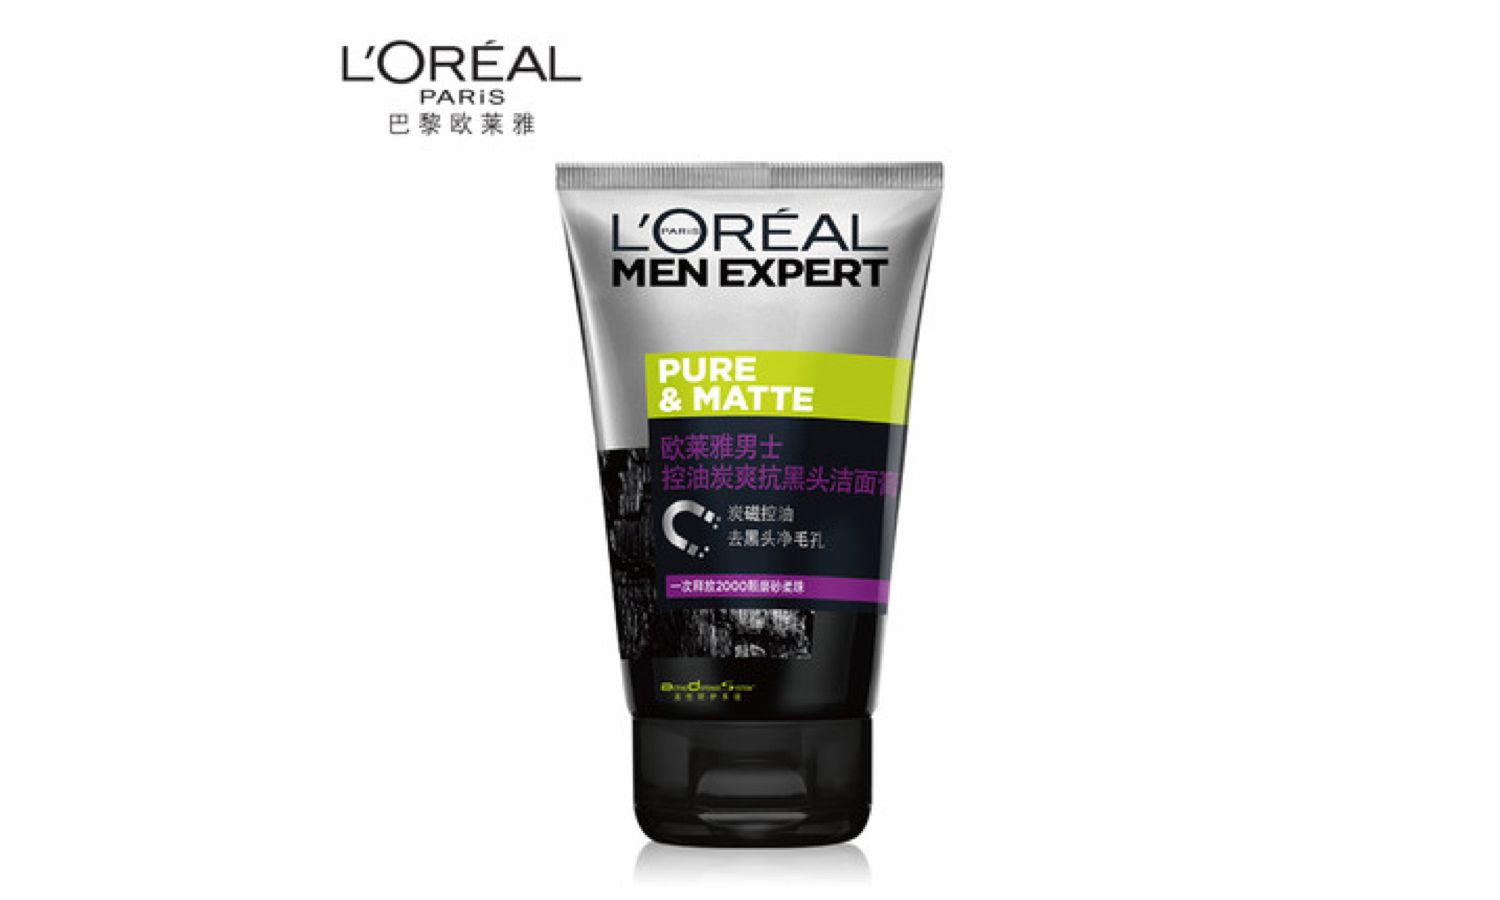 L'ORÉAL
PARiS
巴黎欧莱雅
L'ORÉAL
PARiS
MEN EXPERT
PURE
& MATTE
欧莱雅男士
控油炭爽抗黑头洁面膏
炭磁控油
去黑头净毛孔
一次释放2000颗磨砂柔珠